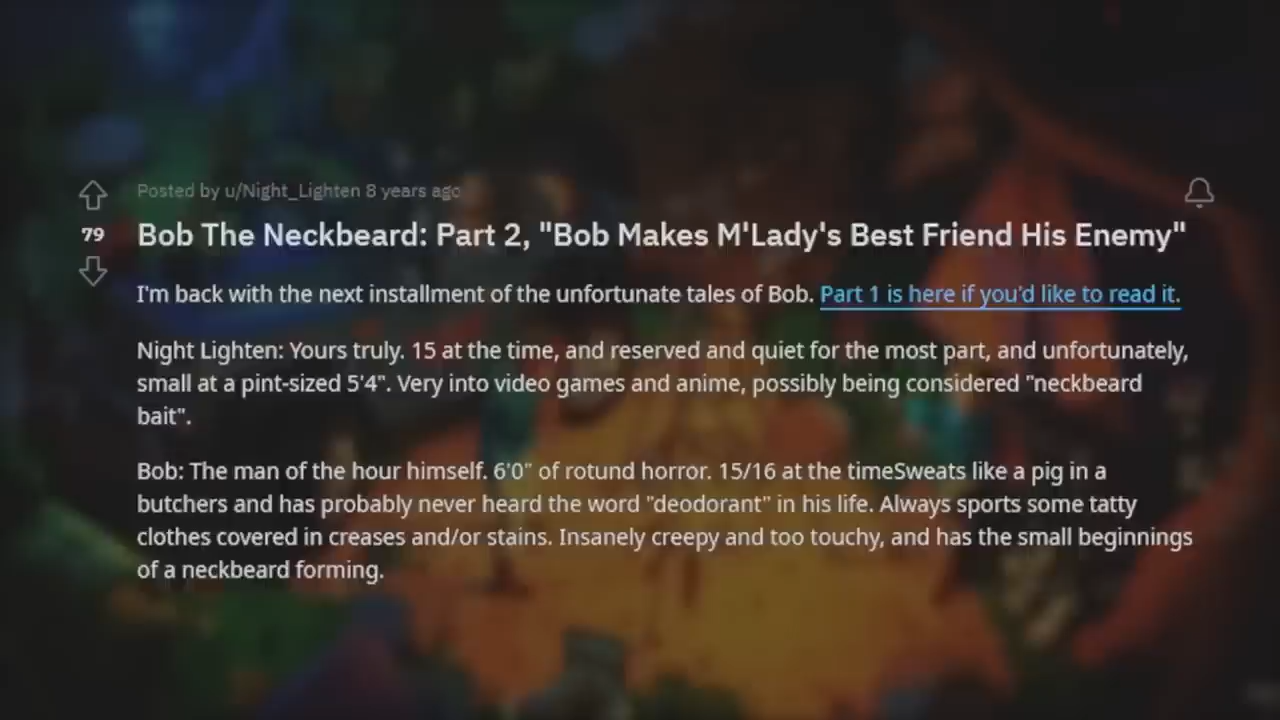 Posted by u/Night_Lighten 8 years ago
79
Bob The Neckbeard: Part 2, "Bob Makes M'Lady's Best Friend His Enemy"
I'm back with the next installment of the unfortunate tales of Bob. Part 1 is here if you'd like to read it.
Night Lighten: Yours truly. 15 at the time, and reserved and quiet for the most part, and unfortunately,
small at a pint-sized 5'4". Very into video games and anime, possibly being considered "neckbeard
bait".
Bob: The man of the hour himself. 6'0" of rotund horror. 15/16 at the timeSweats like a pig in a
butchers and has probably never heard the word "deodorant" in his life. Always sports some tatty
clothes covered in creases and/or stains. Insanely creepy and too touchy, and has the small beginnings
of a neckbeard forming.